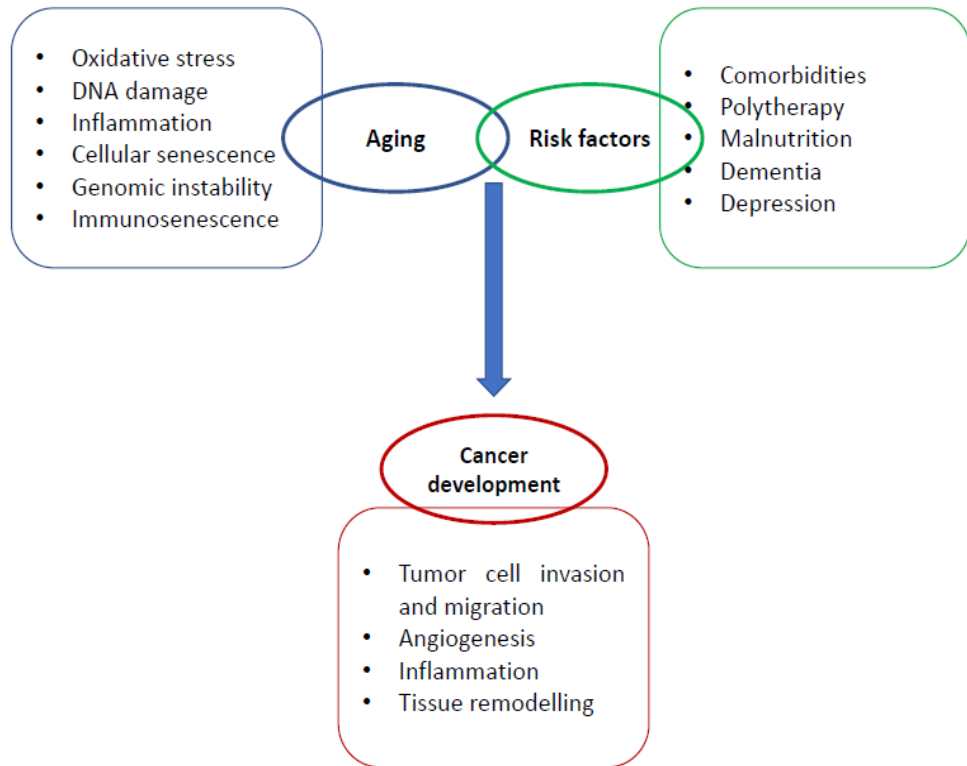 • Oxidative stress
• DNA damage
• Inflammation
• Cellular senescence
• Genomic instability
• Immunosenescence
Aging
Risk factors
• Comorbidities
• Polytherapy
• Malnutrition
• Dementia
• Depression
Cancer
development
• Tumor cell invasion
and migration
• Angiogenesis
• Inflammation
• Tissue remodelling